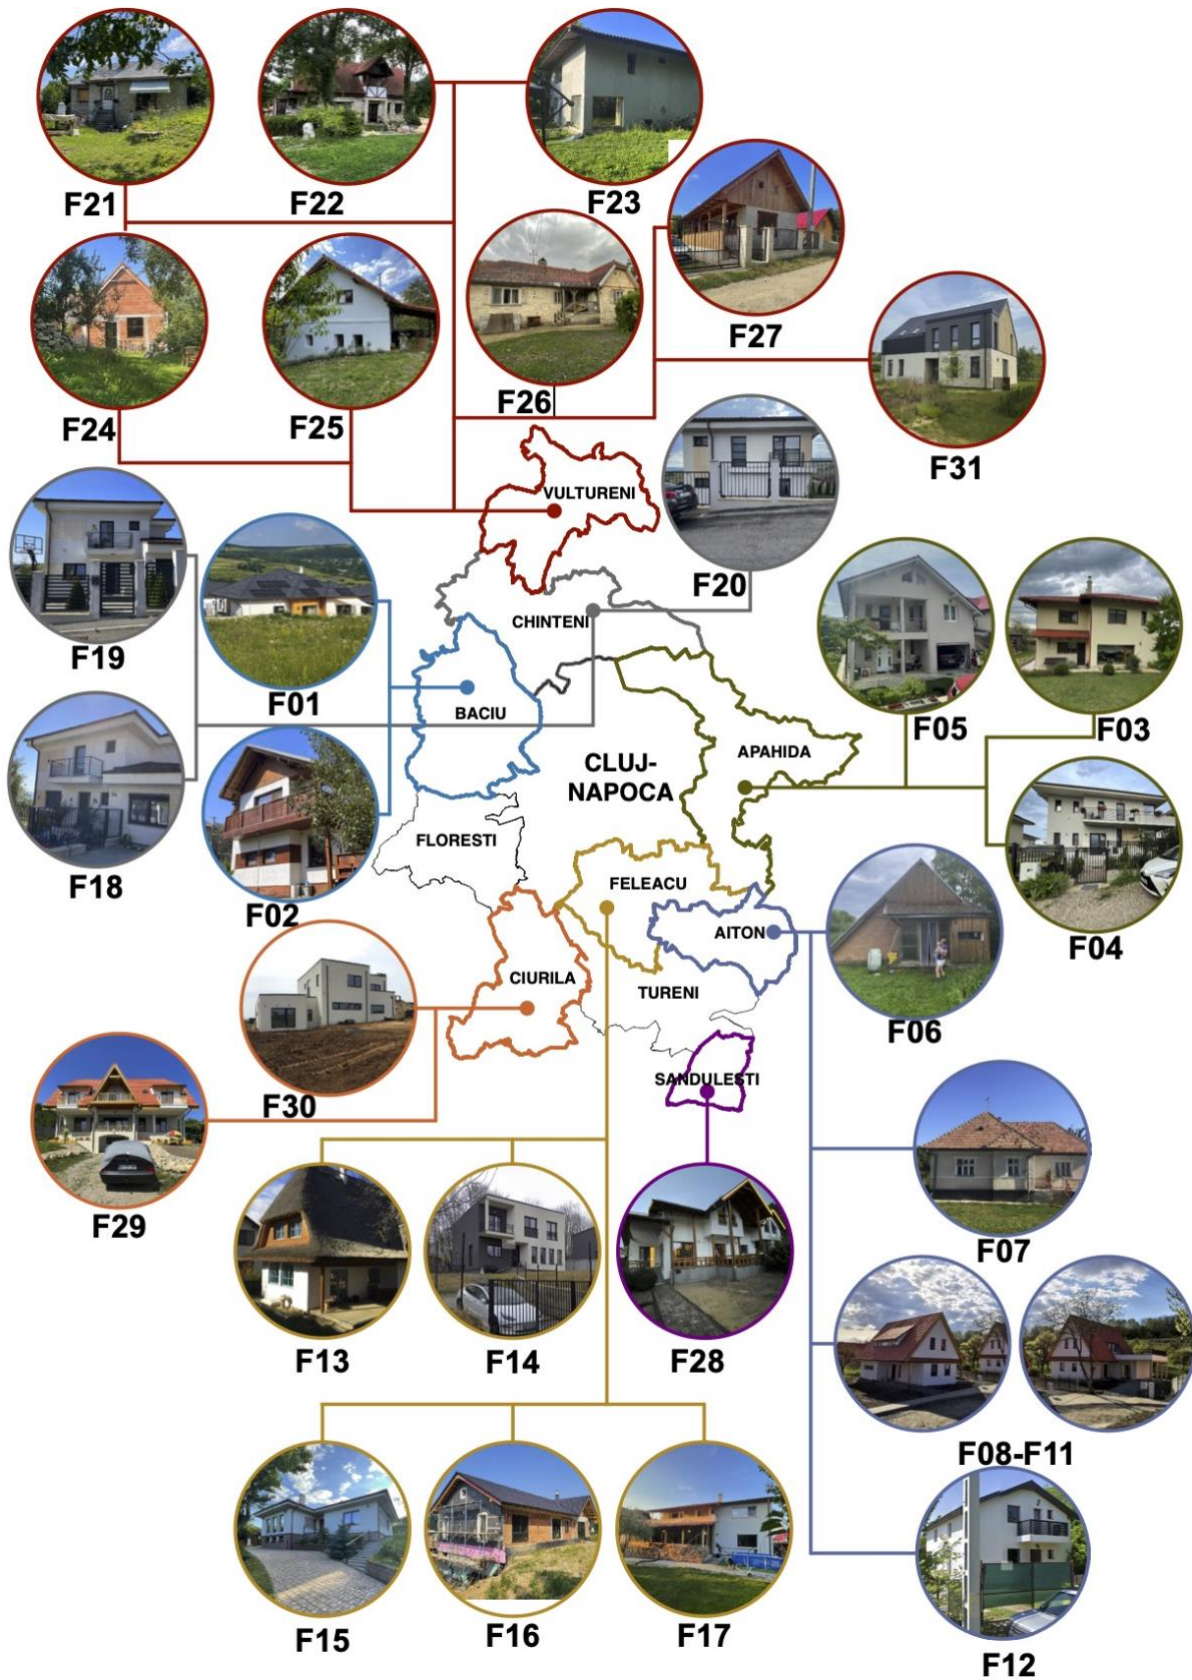 F21
F22
F23
F24
F25
F26
F27
F31
VULTURENI
F19
F01
F20
CHINTENI
F05
F03
BACIU
CLUJ-
NAPOCA
APAHIDA
F18
F02
FLORESTI
FELEACU
AITON
F04
CIURILA
TURENI
F06
SANDULESTI
F30
F29
F07
F13
F14
F28
F08-F11
F15
F16
F17
F12